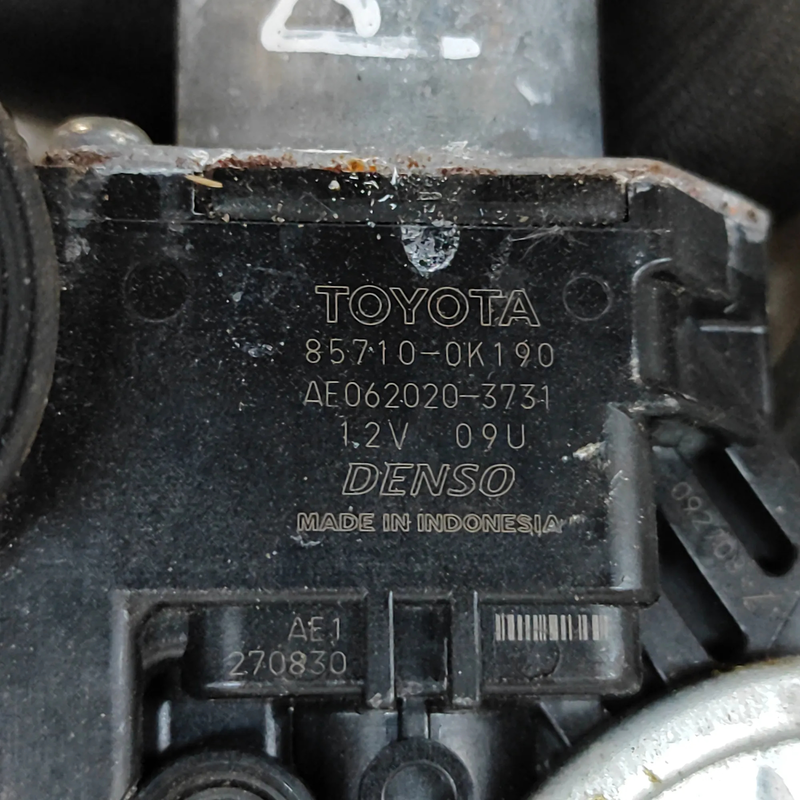 TOYOTA
85710-0K190
AE062020-3731
12V 09U
DENSO
MADE IN INDONESIA
AE1
270830